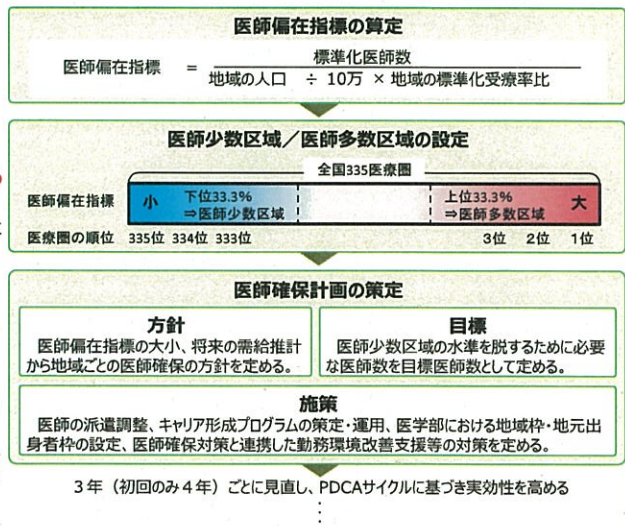 医師偏在指標の算定
医師偏在指標 = 標準化医師数
地域の人口 ÷ 10万 × 地域の標準化受療率比
医師少数区域／医師多数区域の設定
全国335医療圏
医師偏在指標 小 下位33.3% 上位33.3% 大
⇒医師少数区域 ⇒医師多数区域
医療圏の順位 335位 334位 333位 3位 2位 1位
医師確保計画の策定
方針
医師偏在指標の大小、将来の需給推計
から地域ごとの医師確保の方針を定める。
目標
医師少数区域の水準を脱するために必要
な医師数を目標医師数として定める。
施策
医師の派遣調整、キャリア形成プログラムの策定・運用、医学部における地域枠・地元出
身者枠の設定、医師確保対策と連携した勤務環境改善支援等の対策を定める。
3年（初回のみ4年）ごとに見直し、PDCAサイクルに基づき実効性を高める